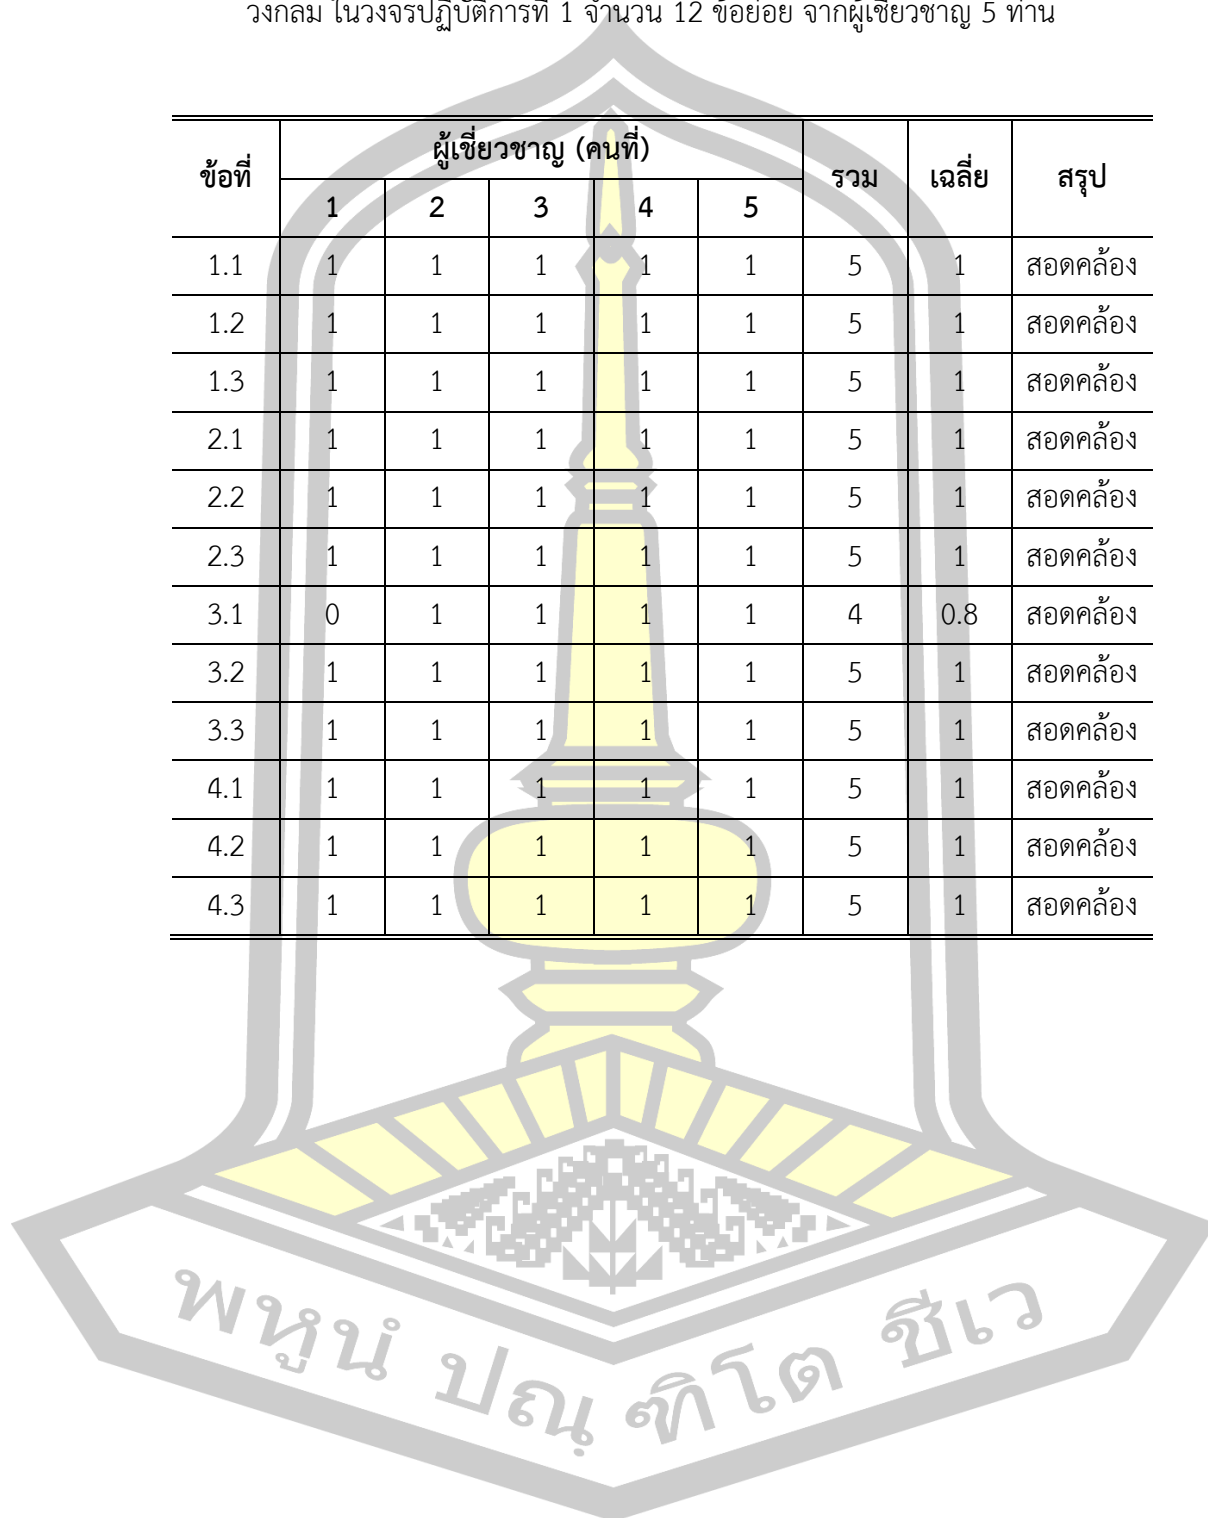 วงกลม ในวงจรปฏิบัติการที่ 1 จำนวน 12 ข้อย่อย จากผู้เชี่ยวชาญ 5 ท่าน
ข้อที่ ผู้เชี่ยวชาญ (คนที่) รวม เฉลี่ย สรุป
1 2 3 4 5
1.1 1 1 1 1 1 5 1 สอดคล้อง
1.2 1 1 1 1 1 5 1 สอดคล้อง
1.3 1 1 1 1 1 5 1 สอดคล้อง
2.1 1 1 1 1 1 5 1 สอดคล้อง
2.2 1 1 1 1 1 5 1 สอดคล้อง
2.3 1 1 1 1 1 5 1 สอดคล้อง
3.1 0 1 1 1 1 4 0.8 สอดคล้อง
3.2 1 1 1 1 1 5 1 สอดคล้อง
3.3 1 1 1 1 1 5 1 สอดคล้อง
4.1 1 1 1 1 1 5 1 สอดคล้อง
4.2 1 1 1 1 1 5 1 สอดคล้อง
4.3 1 1 1 1 1 5 1 สอดคล้อง
พหูนํ ปณฺฑิโต ชีเว